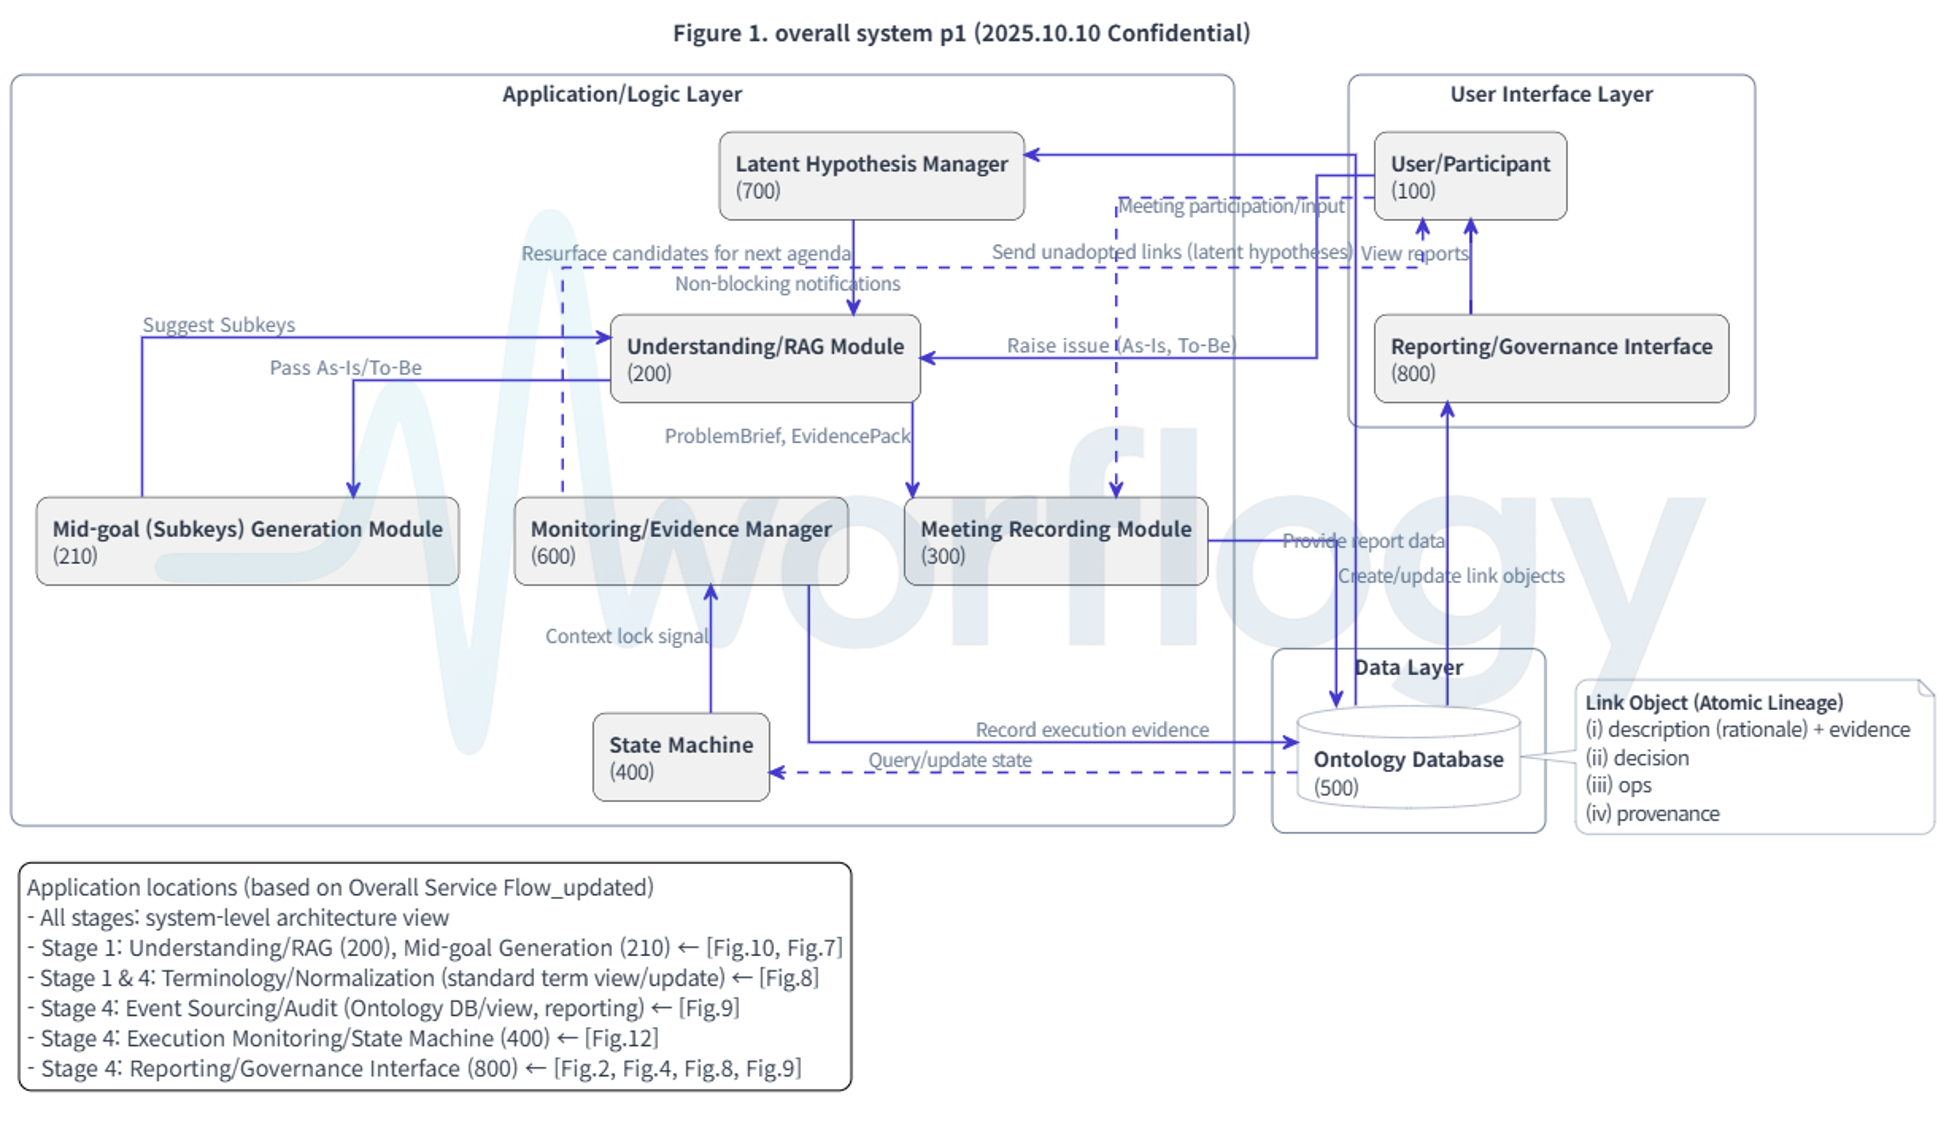 Figure 1. overall system p1 (2025.10.10 Confidential)
Application/Logic Layer
User Interface Layer
Latent Hypothesis Manager
(700)
User/Participant
(100)
Meeting participation/input
Resurface candidates for next agenda
Send unadopted links (latent hypotheses)
View reports
Non-blocking notifications
Suggest Subkeys
Understanding/RAG Module
(200)
Raise issue (As-Is, To-Be)
Reporting/Governance Interface
(800)
Pass As-Is/To-Be
ProblemBrief, EvidencePack
Mid-goal (Subkeys) Generation Module
(210)
Monitoring/Evidence Manager
(600)
Meeting Recording Module
(300)
Provide report data
Create/update link objects
worflogy
Context lock signal
Data Layer
State Machine
(400)
Record execution evidence
Query/update state
Ontology Database
(500)
Link Object (Atomic Lineage)
(i) description (rationale) + evidence
(ii) decision
(iii) ops
(iv) provenance
Application locations (based on Overall Service Flow_updated)
- All stages: system-level architecture view
- Stage 1: Understanding/RAG (200), Mid-goal Generation (210) ← [Fig.10, Fig.7]
- Stage 1 & 4: Terminology/Normalization (standard term view/update) ← [Fig.8]
- Stage 4: Event Sourcing/Audit (Ontology DB/view, reporting) ← [Fig.9]
- Stage 4: Execution Monitoring/State Machine (400) ← [Fig.12]
- Stage 4: Reporting/Governance Interface (800) ← [Fig.2, Fig.4, Fig.8, Fig.9]